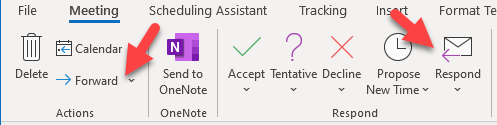 File Meeting Scheduling Assistant Tracking Insert Format Te
Calendar
Delete Forward Send to OneNote Accept Tentative Decline Propose New Time Respond
Actions OneNote Respond